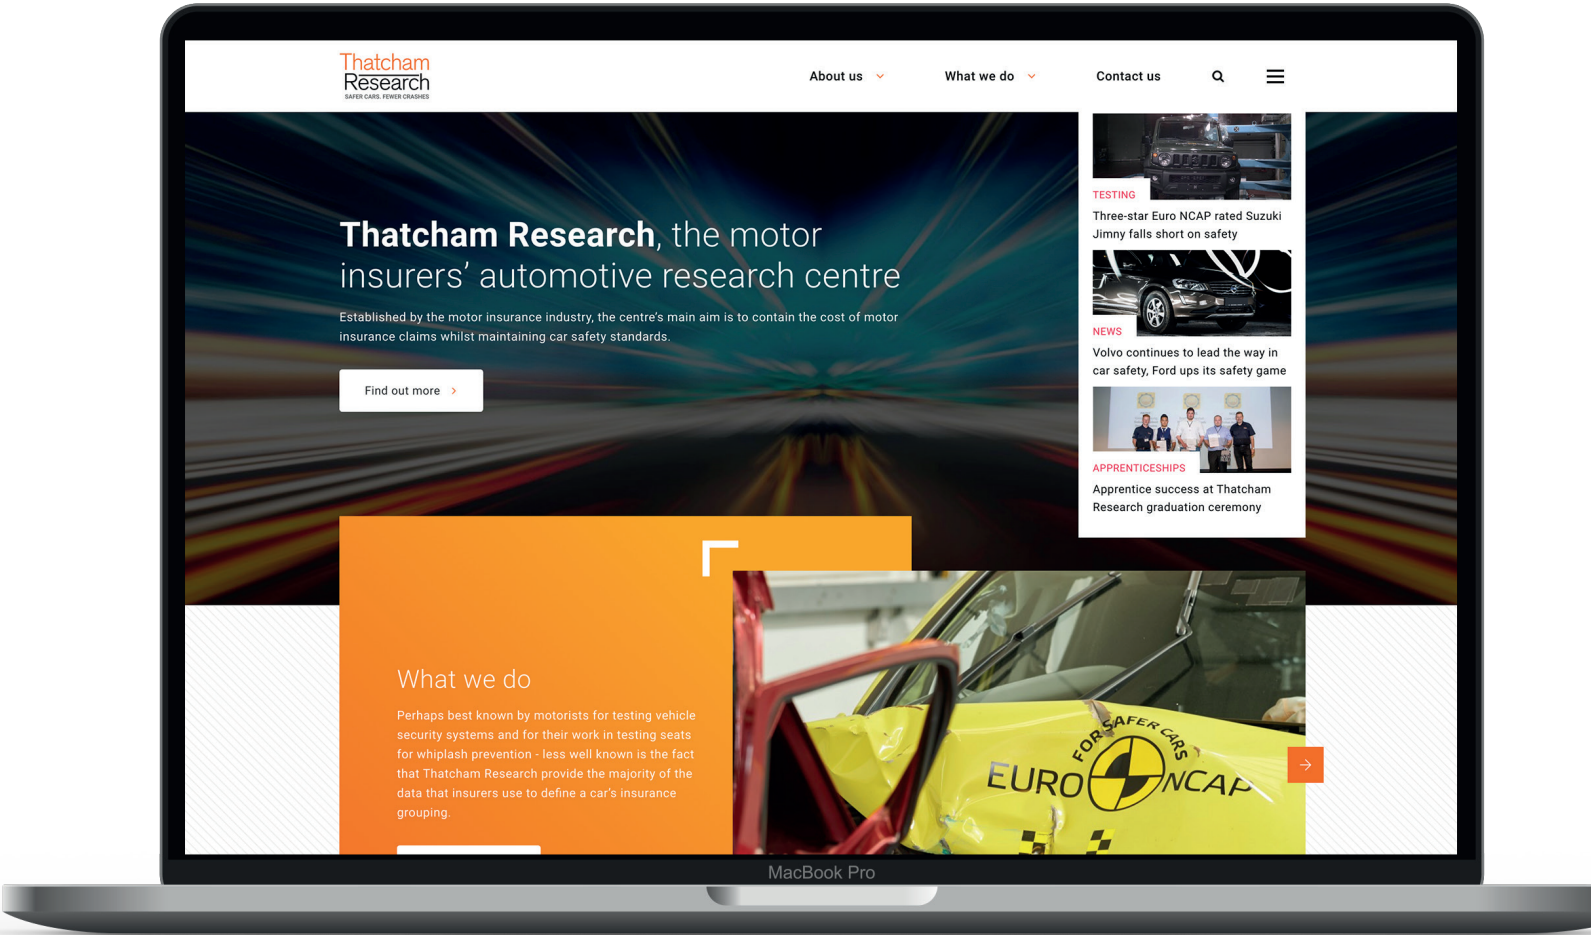 Thatcham
Research
SAFER CARS. FEWER CRASHES
About us
What we do
Contact us
Thatcham Research, the motor
insurers’ automotive research centre
Established by the motor insurance industry, the centre’s main aim is to contain the cost of motor
insurance claims whilst maintaining car safety standards.
Find out more
TESTING
Three-star Euro NCAP rated Suzuki
Jimny falls short on safety
NEWS
Volvo continues to lead the way in
car safety, Ford ups its safety game
APPRENTICESHIPS
Apprentice success at Thatcham
Research graduation ceremony
What we do
Perhaps best known by motorists for testing vehicle
security systems and for their work in testing seats
for whiplash prevention - less well known is the fact
that Thatcham Research provide the majority of the
data that insurers use to define a car’s insurance
grouping.
FOR SAFER CARS
EURO NCAP
MacBook Pro